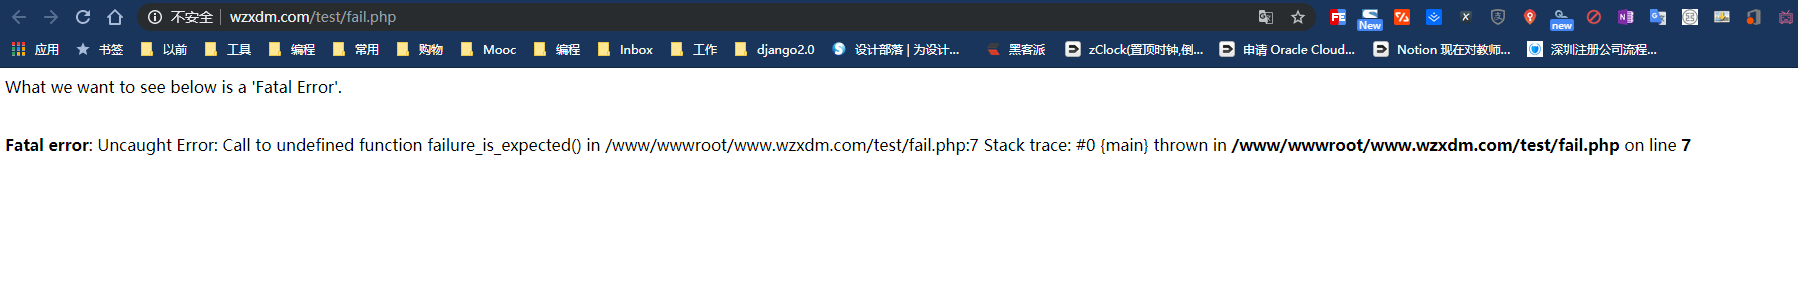 不安全 wzxdm.com/test/fail.php New new
应用 书签 以前 工具 编程 常用 购物 Mooc 编程 Inbox 工作 django2.0 设计部落 | 为设计... 黑客派 zClock(置顶时钟,倒... 申请 Oracle Cloud... Notion 现在对教师... 深圳注册公司流程...
What we want to see below is a 'Fatal Error'.
Fatal error: Uncaught Error: Call to undefined function failure_is_expected() in /www/wwwroot/www.wzxdm.com/test/fail.php:7 Stack trace: #0 {main} thrown in /www/wwwroot/www.wzxdm.com/test/fail.php on line 7